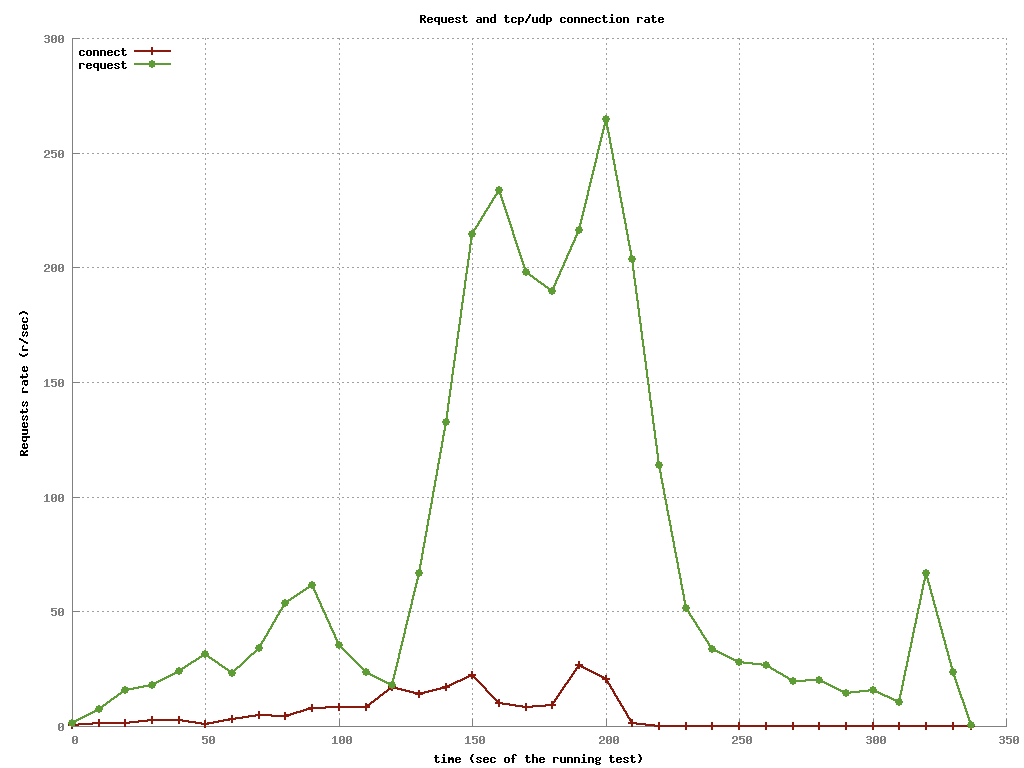 Request and tcp/udp connection rate
300
connect
request
250
200
150
100
50
0
Requests rate (r/sec)
0 50 100 150 200 250 300 350
time (sec of the running test)